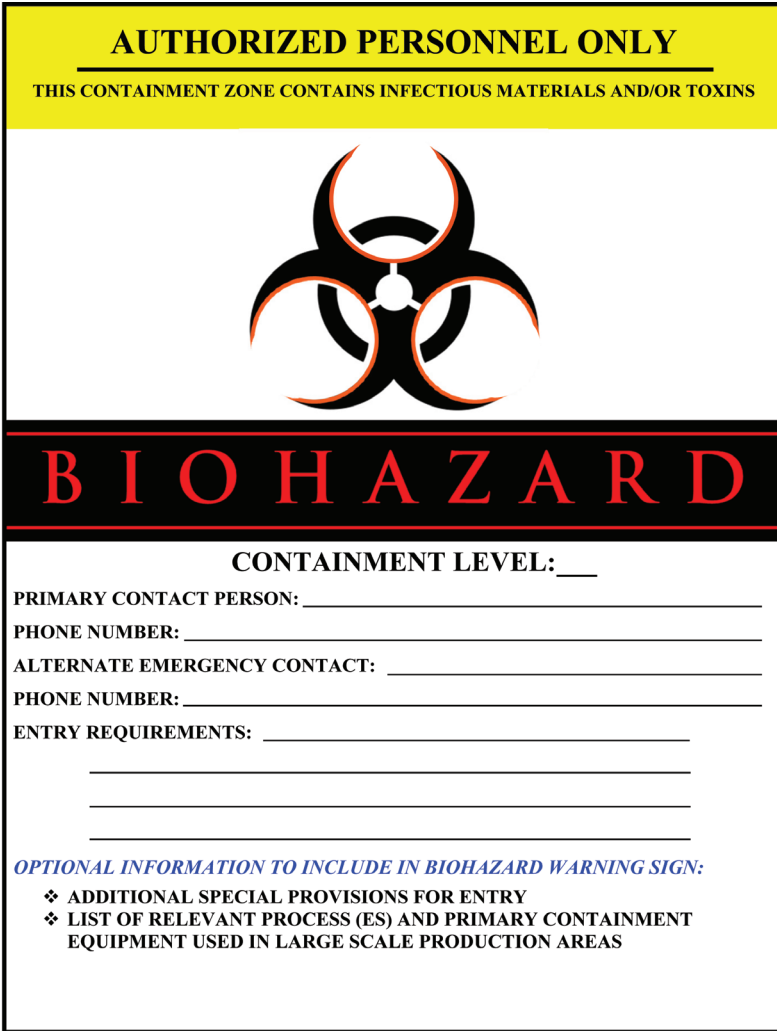 AUTHORIZED PERSONNEL ONLY
THIS CONTAINMENT ZONE CONTAINS INFECTIOUS MATERIALS AND/OR TOXINS
BIOHAZARD
CONTAINMENT LEVEL:___
PRIMARY CONTACT PERSON:
PHONE NUMBER:
ALTERNATE EMERGENCY CONTACT:
PHONE NUMBER:
ENTRY REQUIREMENTS:
OPTIONAL INFORMATION TO INCLUDE IN BIOHAZARD WARNING SIGN:
❖ ADDITIONAL SPECIAL PROVISIONS FOR ENTRY
❖ LIST OF RELEVANT PROCESS (ES) AND PRIMARY CONTAINMENT
EQUIPMENT USED IN LARGE SCALE PRODUCTION AREAS